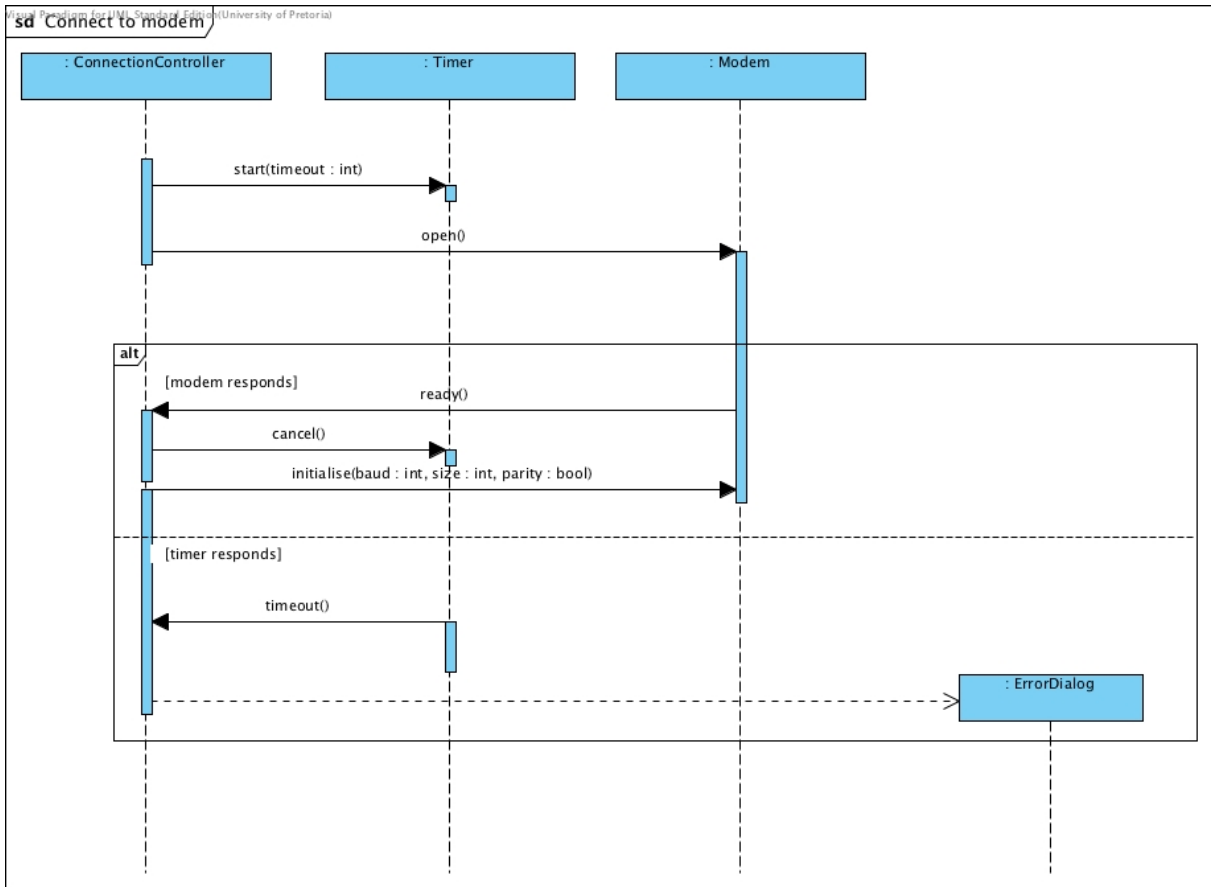 Visual Paradigm for UML Standard Edition(University of Pretoria)
sd Connect to modem
: ConnectionController
: Timer
: Modem
start(timeout : int)
open()
alt
[modem responds]
ready()
cancel()
initialise(baud : int, size : int, parity : bool)
[timer responds]
timeout()
: ErrorDialog